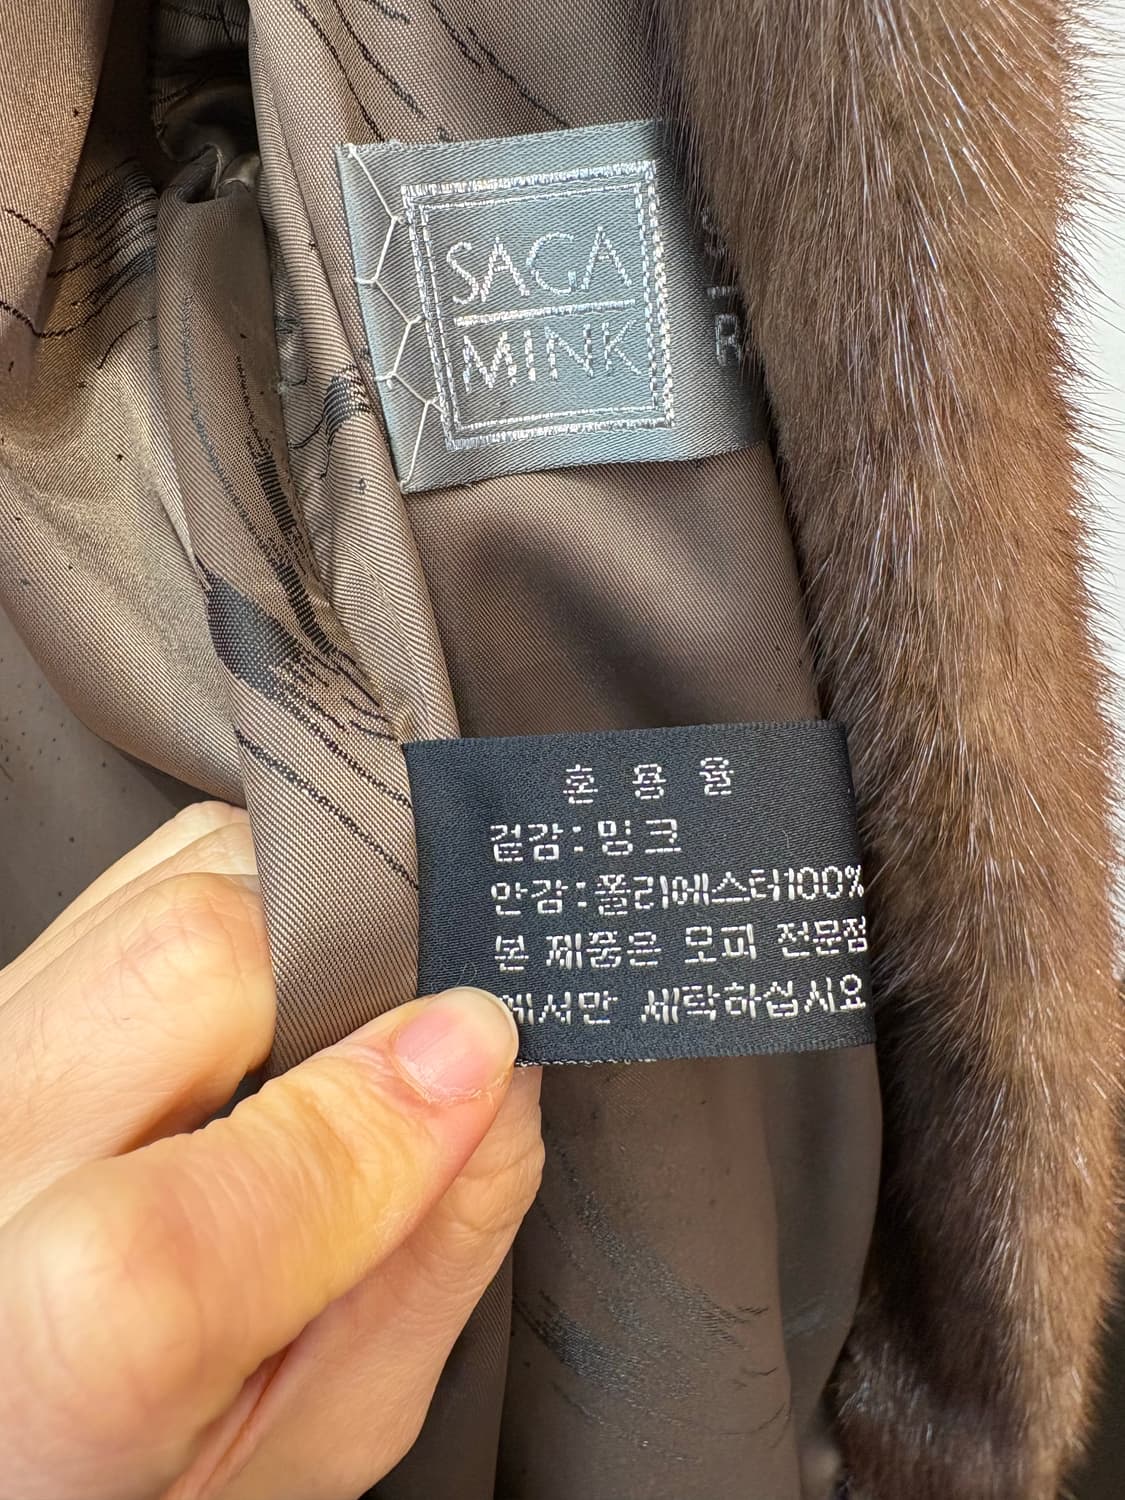 SAGA
MINK
혼 용 율
겉감: 밍크
안감: 폴리에스터100%
본 제품은 모피 전문점
에서만 세탁하십시요